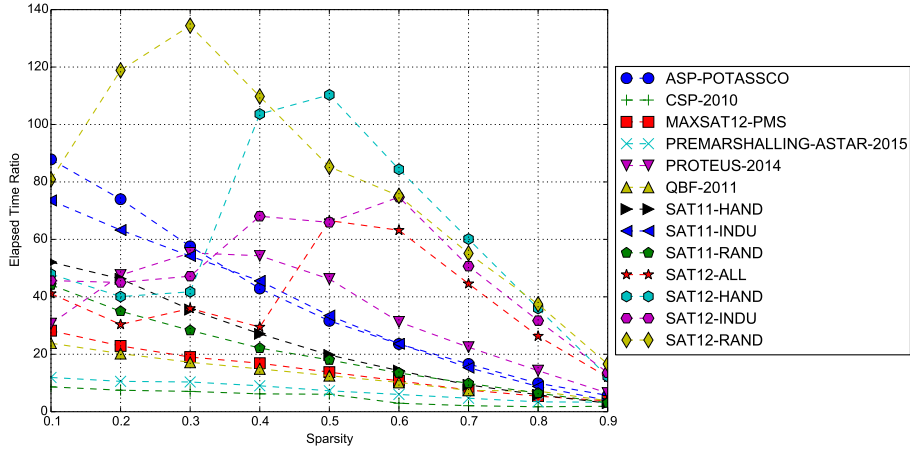 140
120
100
80
60
40
20
0
Elapsed Time Ratio
0.1 0.2 0.3 0.4 0.5 0.6 0.7 0.8 0.9
Sparsity
ASP-POTASSCO
CSP-2010
MAXSAT12-PMS
PREMARSHALLING-ASTAR-2015
PROTEUS-2014
QBF-2011
SAT11-HAND
SAT11-INDU
SAT11-RAND
SAT12-ALL
SAT12-HAND
SAT12-INDU
SAT12-RAND